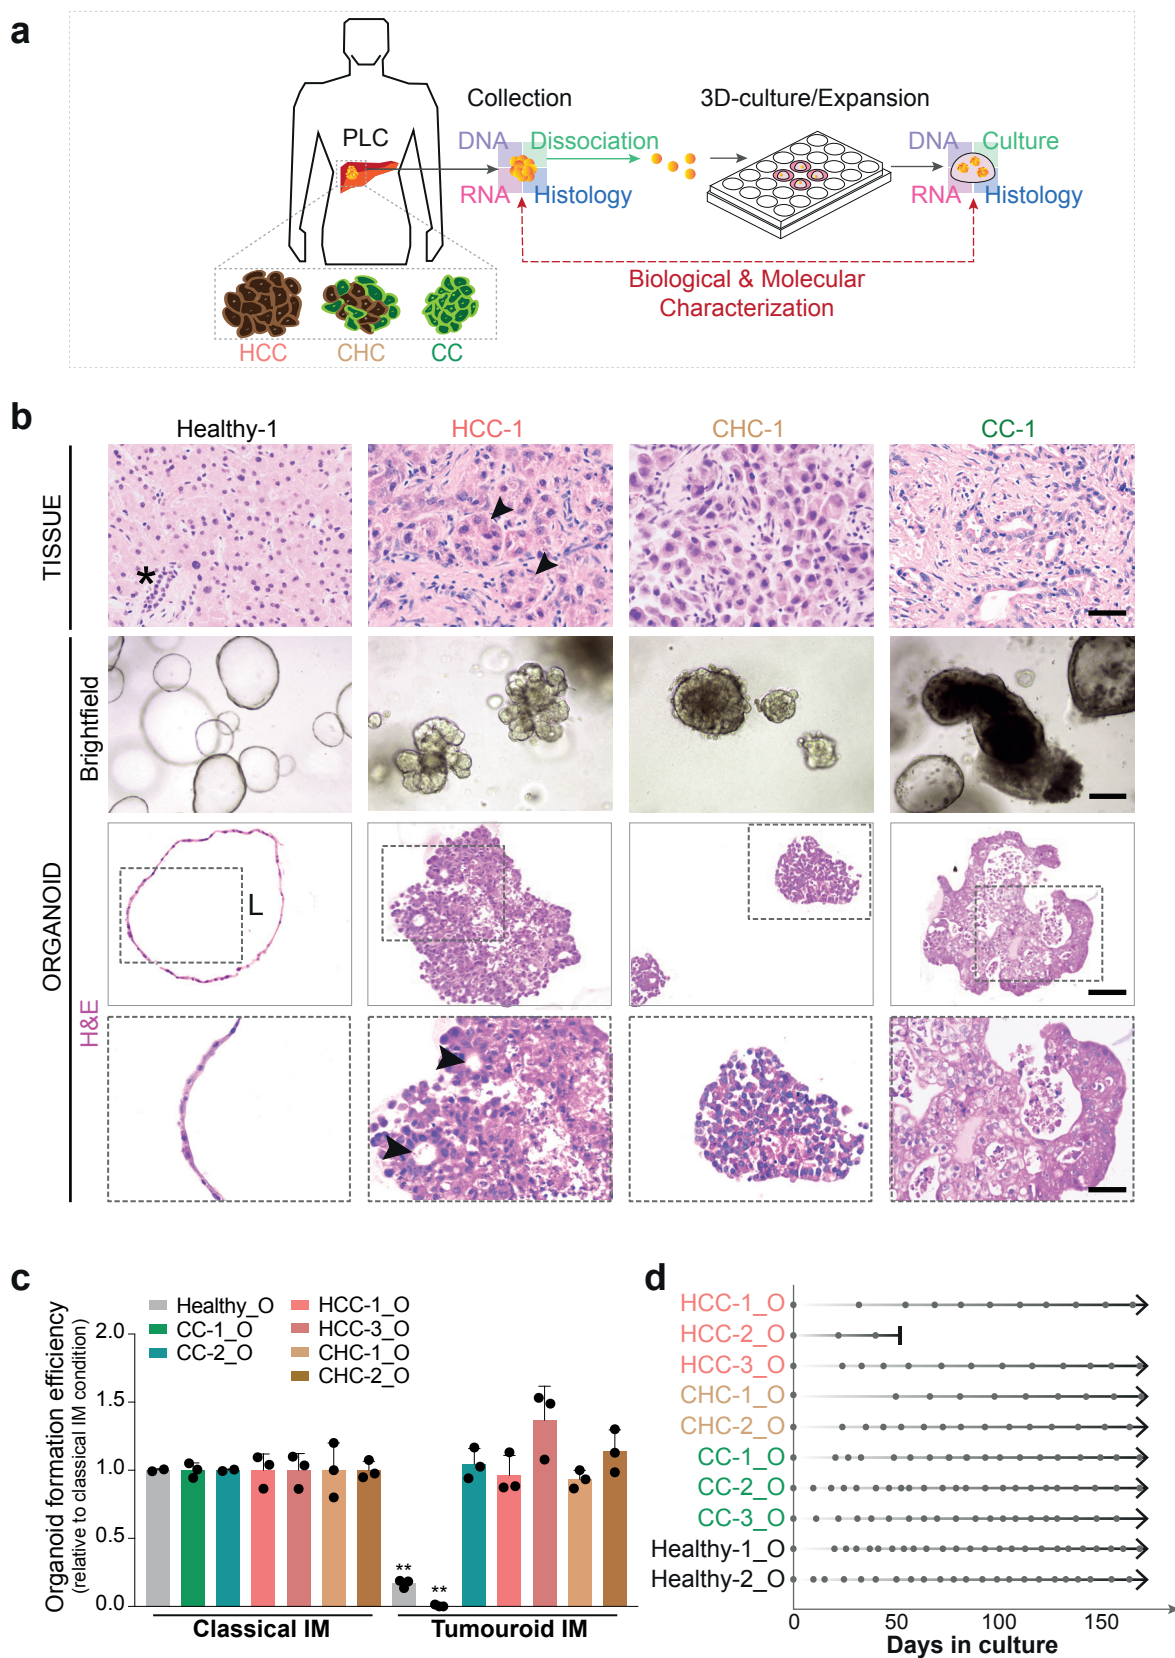 a
Collection
3D-culture/Expansion
PLC
DNA Dissociation
RNA Histology
DNA Culture
RNA Histology
Biological & Molecular
Characterization
HCC CHC CC
b
Healthy-1 HCC-1 CHC-1 CC-1
TISSUE
*
Brightfield
ORGANOID
L
H&E
c
Organoid formation efficiency
(relative to classical IM condition)
Healthy_O
CC-1_O
CC-2_O
HCC-1_O
HCC-3_O
CHC-1_O
CHC-2_O
2.0
1.5
1.0
0.5
0.0
**
**
Classical IM Tumouroid IM
d
HCC-1_O
HCC-2_O
HCC-3_O
CHC-1_O
CHC-2_O
CC-1_O
CC-2_O
CC-3_O
Healthy-1_O
Healthy-2_O
0 50 100 150
Days in culture